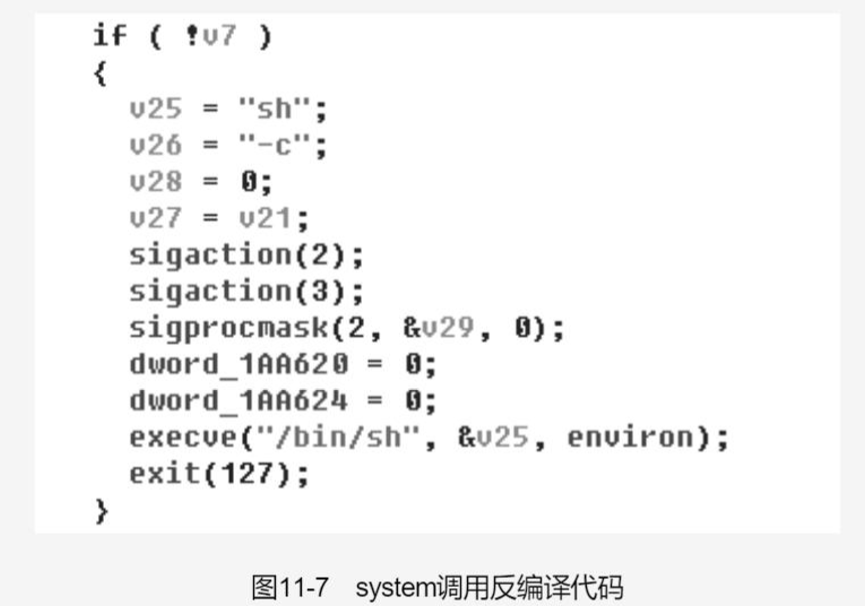 if ( !v7 )
{
v25 = "sh";
v26 = "-c";
v28 = 0;
v27 = v21;
sigaction(2);
sigaction(3);
sigprocmask(2, &v29, 0);
dword_1AA620 = 0;
dword_1AA624 = 0;
execve("/bin/sh", &v25, environ);
exit(127);
}
图11-7 system调用反编译代码